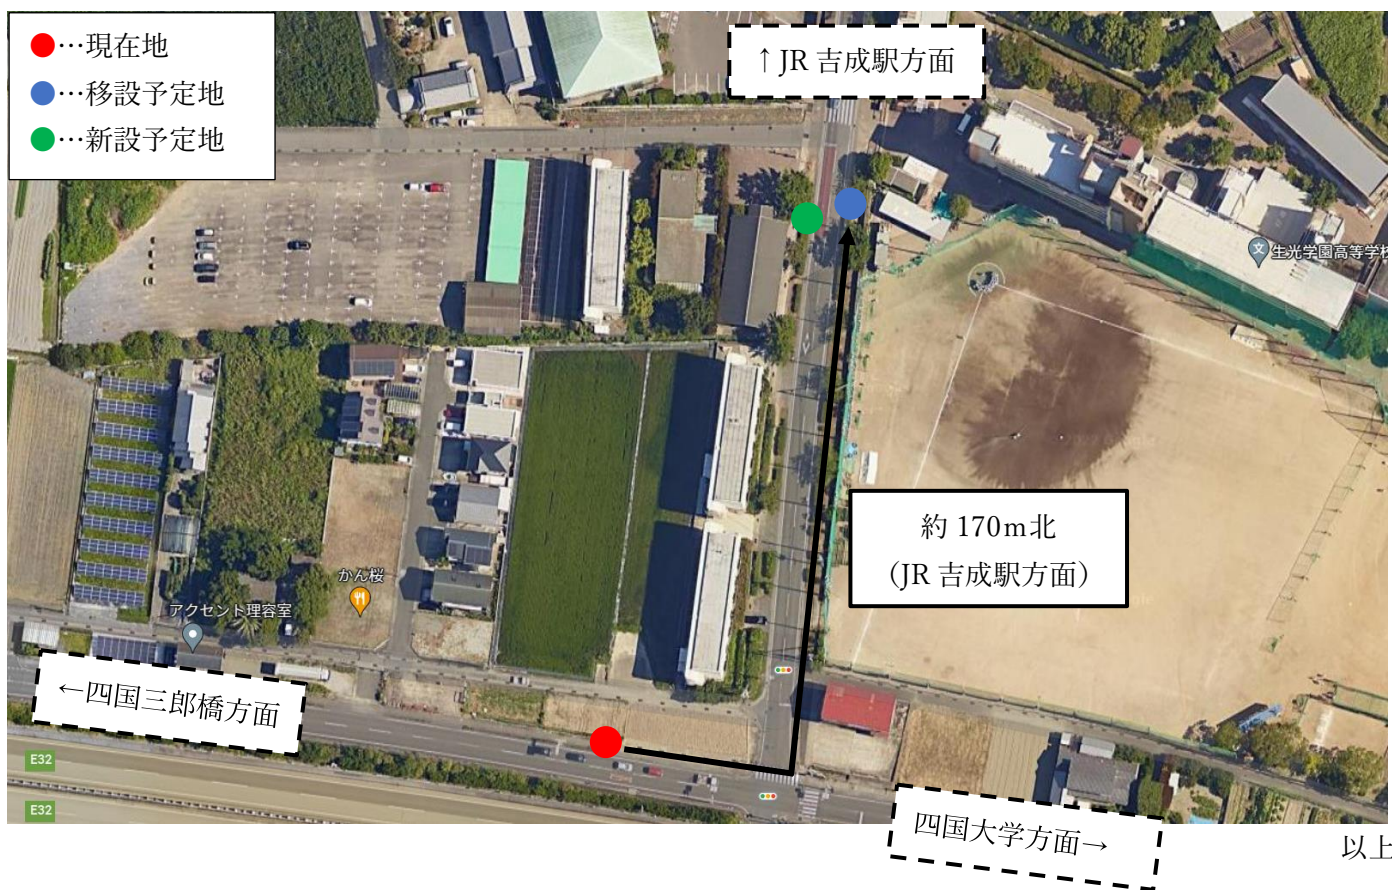 ●…現在地
●…移設予定地
●…新設予定地
↑JR 吉成駅方面
生光学園高等学校
約 170m北
（JR 吉成駅方面）
かん桜
アクセント理容室
←四国三郎橋方面
E32
E32
四国大学方面→
以上